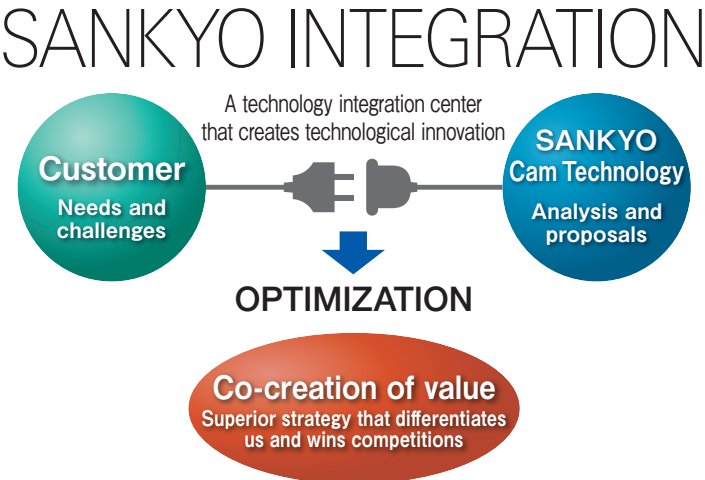 SANKYO INTEGRATION
A technology integration center
that creates technological innovation
Customer
Needs and
challenges
SANKYO
Cam Technology
Analysis and
proposals
OPTIMIZATION
Co-creation of value
Superior strategy that differentiates
us and wins competitions